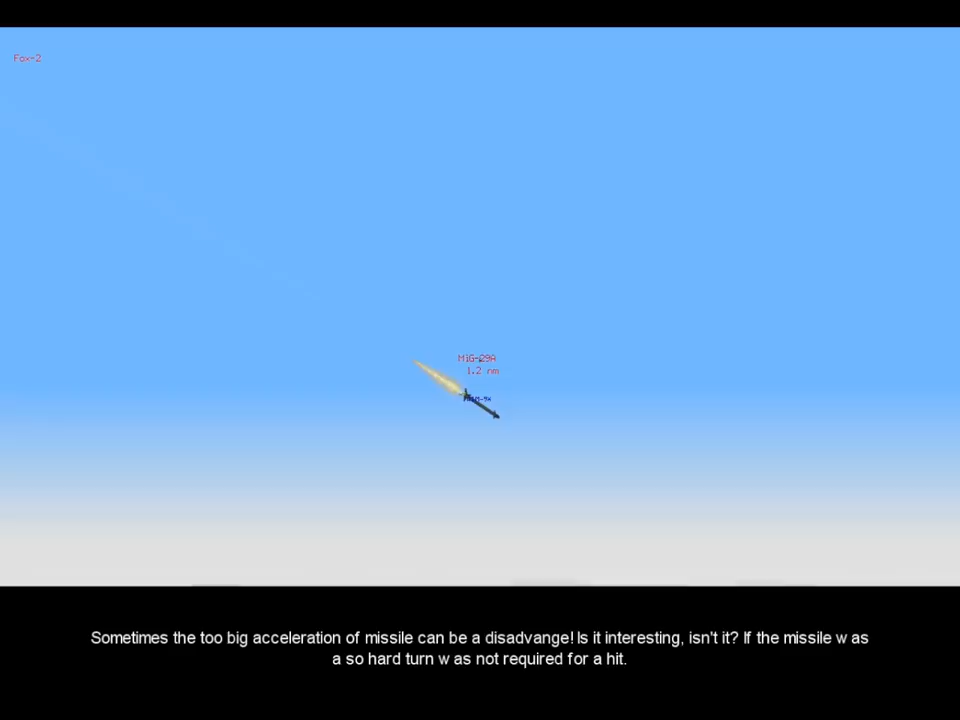 Fox-2
MiG-29A
1.2 nm
Sometimes the too big acceleration of missile can be a disadvange! Is it interesting, isn't it? If the missile w as
a so hard turn w as not required for a hit.